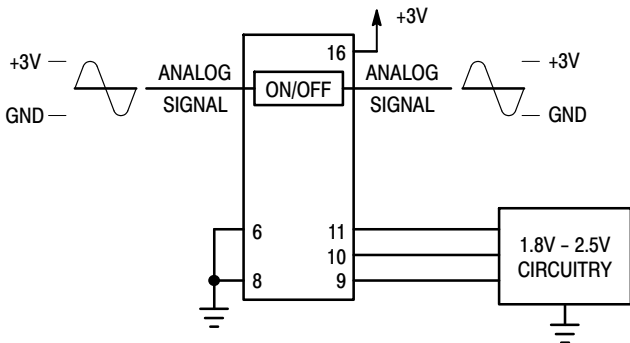 +3V
16
+3V
ANALOG
SIGNAL
ON/OFF
ANALOG
SIGNAL
+3V
GND
GND
6
11
10
8
9
1.8V - 2.5V
CIRCUITRY